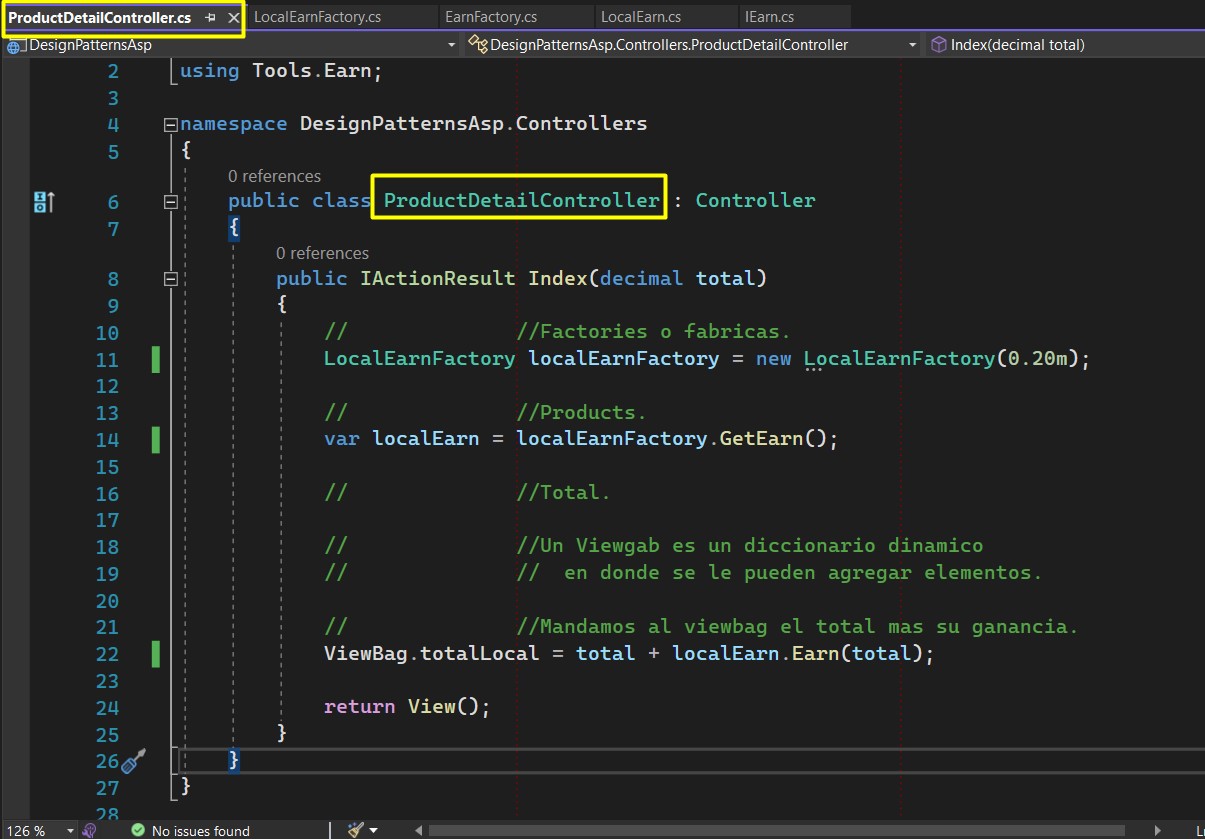 ProductDetailController.cs LocalEarnFactory.cs EarnFactory.cs LocalEarn.cs IEarn.cs
DesignPatternsAsp DesignPatternsAsp.Controllers.ProductDetailController Index(decimal total)
2 using Tools.Earn;
3
4 namespace DesignPatternsAsp.Controllers
5 {
0 references
6 public class ProductDetailController : Controller
7 {
0 references
8 public IActionResult Index(decimal total)
9 {
10 // //Factories o fabricas.
11 LocalEarnFactory localEarnFactory = new LocalEarnFactory(0.20m);
12
13 // //Products.
14 var localEarn = localEarnFactory.GetEarn();
15
16 // //Total.
17
18 // //Un Viewgab es un diccionario dinamico
19 // // en donde se le pueden agregar elementos.
20
21 // //Mandamos al viewbag el total mas su ganancia.
22 ViewBag.totalLocal = total + localEarn.Earn(total);
23
24 return View();
25 }
26 }
27 }
28
126 % No issues found